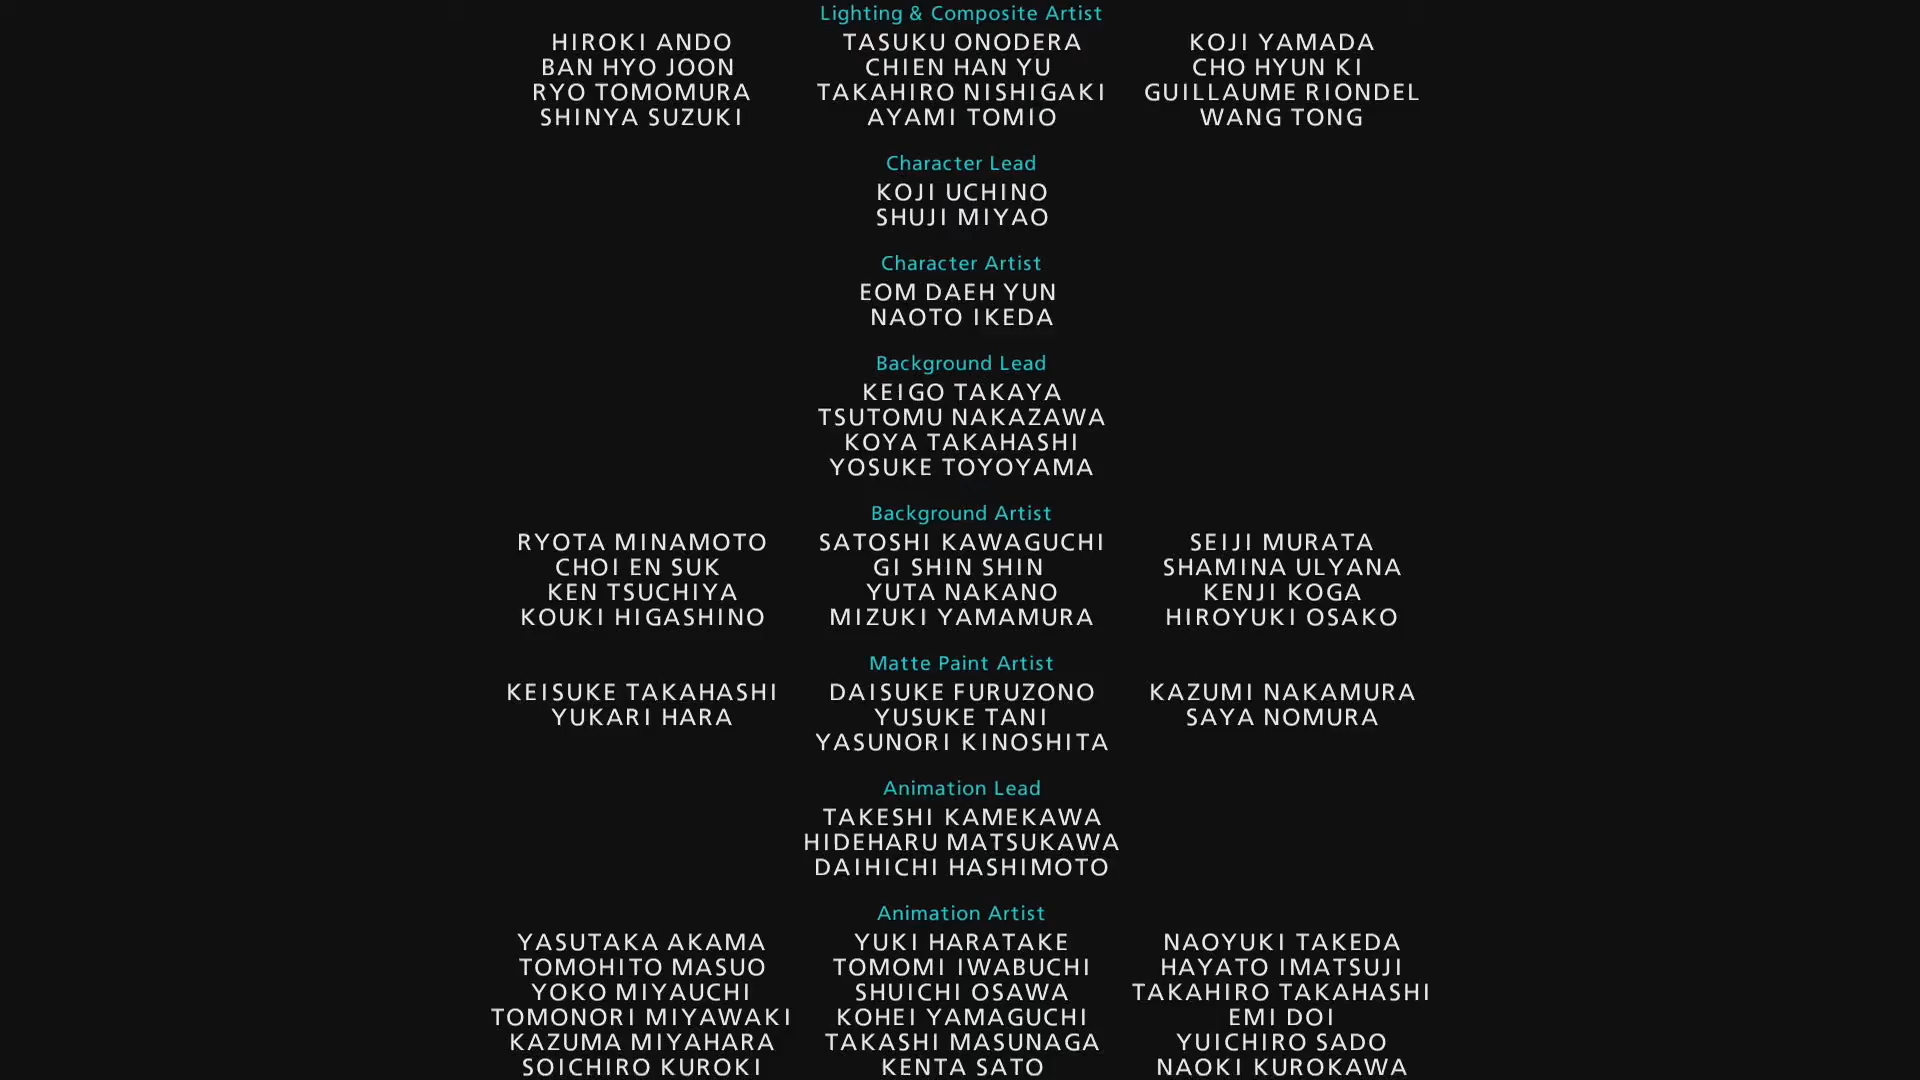 Lighting & Composite Artist
HIROKI ANDO TASUKU ONODERA KOJI YAMADA
BAN HYO JOON CHIEN HAN YU CHO HYUN KI
RYO TOMOMURA TAKAHIRO NISHIGAKI GUILLAUME RIONDEL
SHINYA SUZUKI AYAMI TOMIO WANG TONG
Character Lead
KOJI UCHINO
SHUJI MIYAO
Character Artist
EOM DAEH YUN
NAOTO IKEDA
Background Lead
KEIGO TAKAYA
TSUTOMU NAKAZAWA
KOYA TAKAHASHI
YOSUKE TOYOYAMA
Background Artist
RYOTA MINAMOTO SATOSHI KAWAGUCHI SEIJI MURATA
CHOI EN SUK GI SHIN SHIN SHAMINA ULYANA
KEN TSUCHIYA YUTA NAKANO KENJI KOGA
KOUKI HIGASHINO MIZUKI YAMAMURA HIROYUKI OSAKO
Matte Paint Artist
KEISUKE TAKAHASHI DAISUKE FURUZONO KAZUMI NAKAMURA
YUKARI HARA YUSUKE TANI SAYA NOMURA
YASUNORI KINOSHITA
Animation Lead
TAKESHI KAMEKAWA
HIDEHARU MATSUKAWA
DAIHICHI HASHIMOTO
Animation Artist
YASUTAKA AKAMA YUKI HARATAKE NAOYUKI TAKEDA
TOMOHITO MASUO TOMOMI IWABUCHI HAYATO IMATSUJI
YOKO MIYAUCHI SHUICHI OSAWA TAKAHIRO TAKAHASHI
TOMONORI MIYAWAKI KOHEI YAMAGUCHI EMI DOI
KAZUMA MIYAHARA TAKASHI MASUNAGA YUICHIRO SADO
SOICHIRO KUROKI KENTA SATO NAOKI KUROKAWA